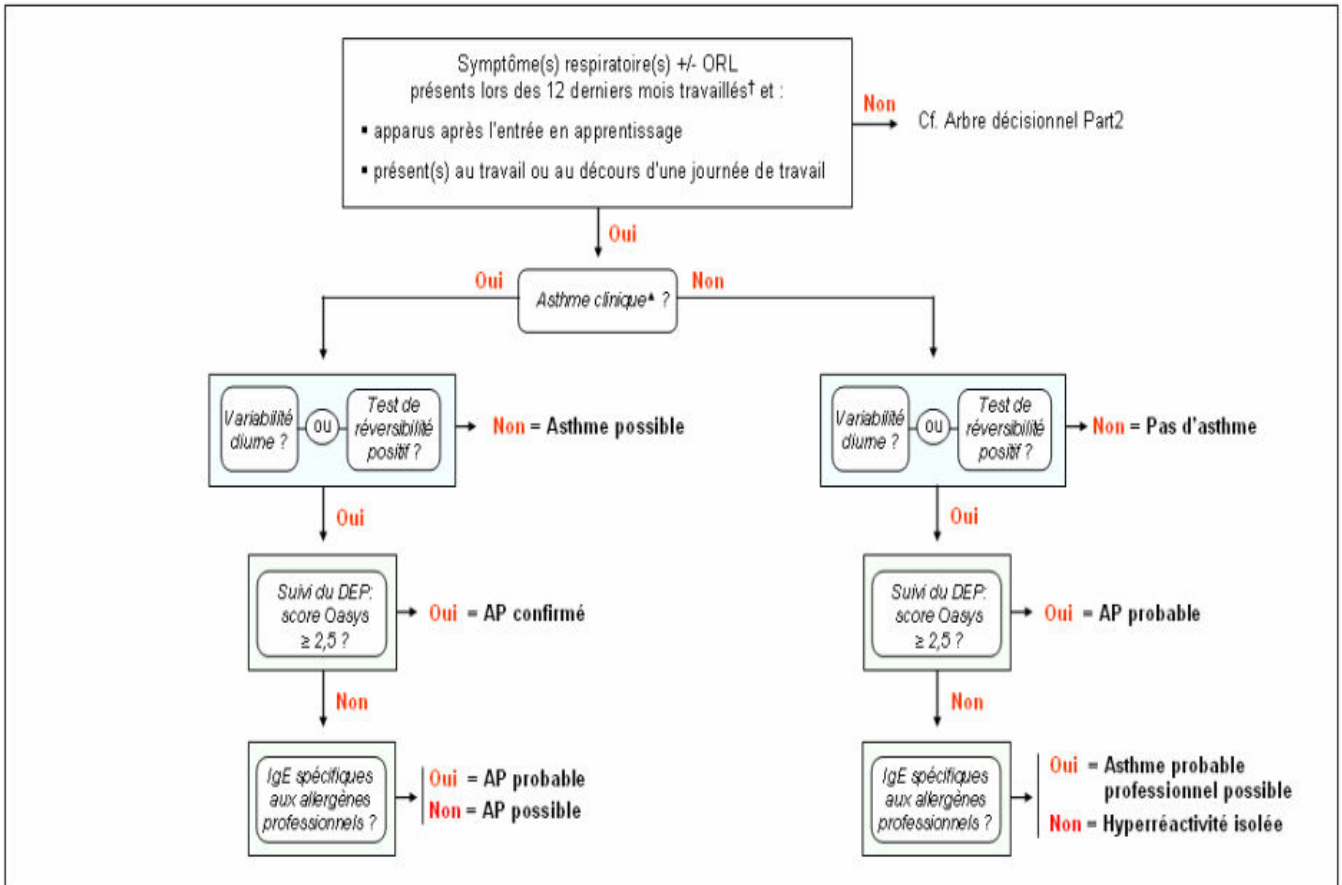 Symptôme(s) respiratoire(s) +/- ORL
présents lors des 12 derniers mois travaillés† et :
▪ apparus après l'entrée en apprentissage
▪ présent(s) au travail ou au décours d'une journée de travail
Non
Cf. Arbre décisionnel Part2
Oui
Oui
Asthme clinique▲ ?
Non
Variabilité
diurne ?
ou
Test de
réversibilité
positif ?
Non = Asthme possible
Variabilité
diurne ?
ou
Test de
réversibilité
positif ?
Non = Pas d'asthme
Oui
Oui
Suivi du DEP:
score Oasys
≥ 2,5 ?
Oui = AP confirmé
Suivi du DEP:
score Oasys
≥ 2,5 ?
Oui = AP probable
Non
Non
IgE spécifiques
aux allergènes
professionnels ?
Oui = AP probable
Non = AP possible
IgE spécifiques
aux allergènes
professionnels ?
Oui = Asthme probable
professionnel possible
Non = Hyperréactivité isolée